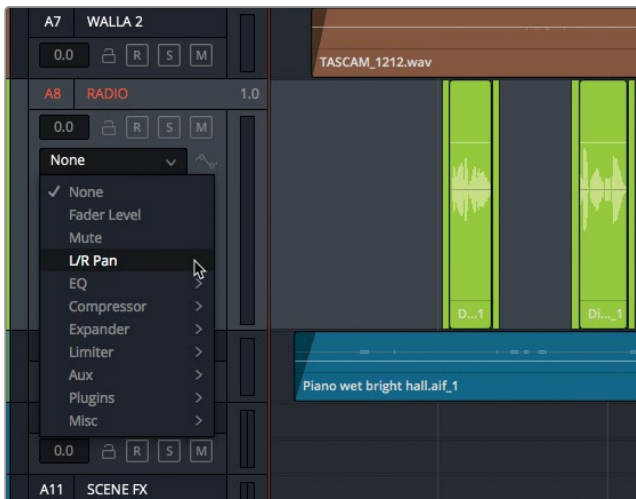 A7 WALLA 2
0.0 R S M
TASCAM_1212.wav
A8 RADIO 1.0
0.0 R S M
None
None
Fader Level
Mute
L/R Pan
EQ
Compressor
Expander
Limiter
Aux
Plugins
Misc
D...1
Di..._1
Piano wet bright hall.aif_1
0.0 R S M
A11 SCENE FX